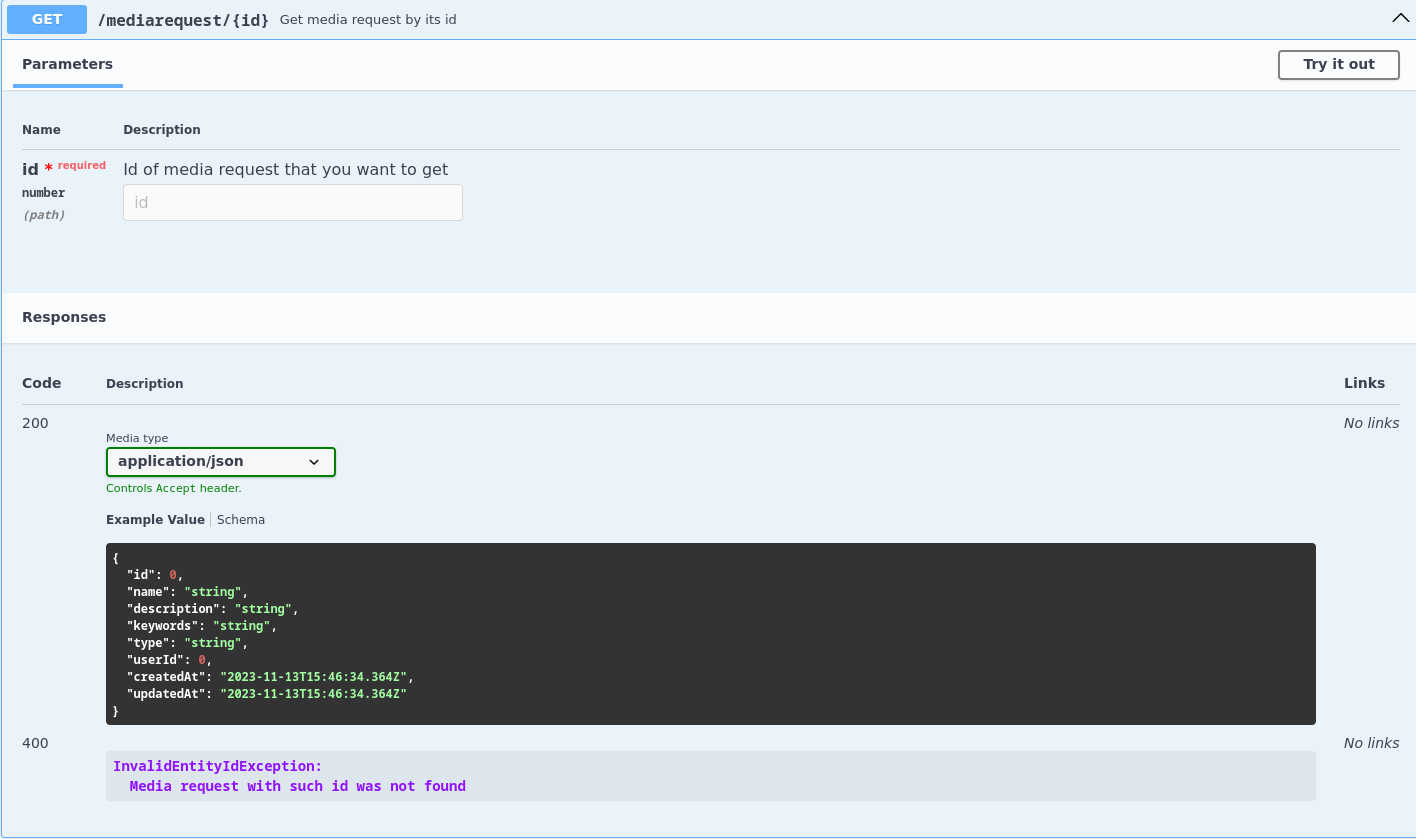 GET /mediarequest/{id} Get media request by its id
Parameters
Try it out
Name Description
id * required Id of media request that you want to get
number
(path)
id
Responses
Code Description Links
200 No links
Media type
application/json
Controls Accept header.
Example Value Schema
{
  "id": 0,
  "name": "string",
  "description": "string",
  "keywords": "string",
  "type": "string",
  "userId": 0,
  "createdAt": "2023-11-13T15:46:34.364Z",
  "updatedAt": "2023-11-13T15:46:34.364Z"
}
400 No links
InvalidEntityIdException:
  Media request with such id was not found